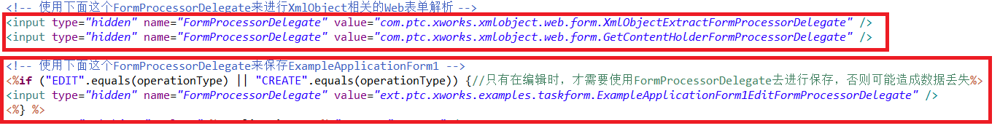 <!-- 使用下面这个FormProcessorDelegate来进行XmlObject相关的Web表单解析 -->
<input type="hidden" name="FormProcessorDelegate" value="com.ptc.xworks.xmlobject.web.form.XmlObjectExtractFormProcessorDelegate" />
<input type="hidden" name="FormProcessorDelegate" value="com.ptc.xworks.xmlobject.web.form.GetContentHolderFormProcessorDelegate" />
<!-- 使用下面这个FormProcessorDelegate来保存ExampleApplicationForm1 -->
<%if ("EDIT".equals(operationType) || "CREATE".equals(operationType)) {//只有在编辑时，才需要使用FormProcessorDelegate去进行保存，否则可能造成数据丢失%>
<input type="hidden" name="FormProcessorDelegate" value="ext.ptc.xworks.examples.taskform.ExampleApplicationForm1EditFormProcessorDelegate" />
<%} %>